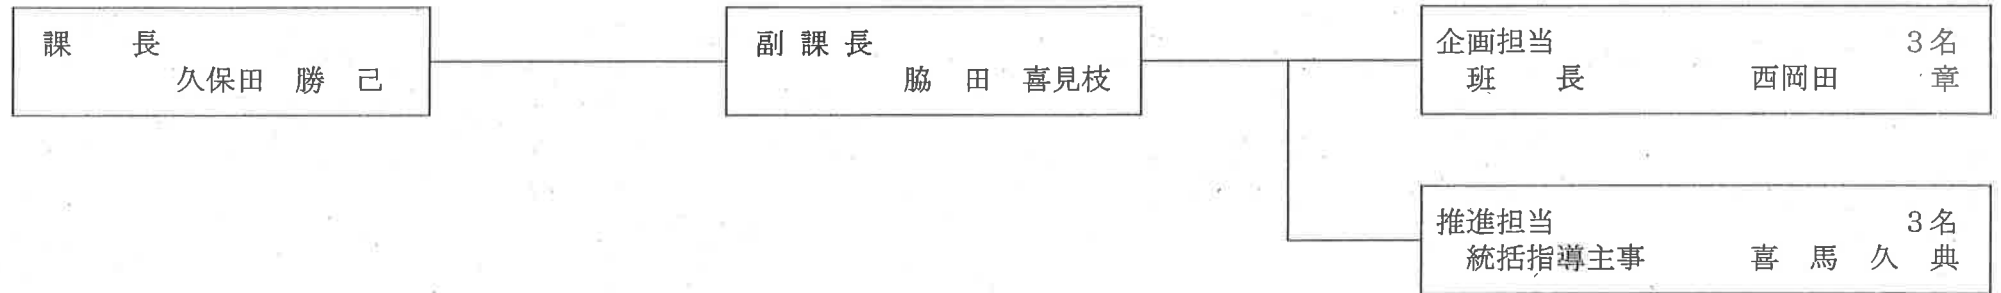 課　　長
久保田　勝　己
副 課 長
脇　田　喜見枝
企画担当　3名
班　　長　西岡田　　章
推進担当　3名
統括指導主事　喜　馬　久　典